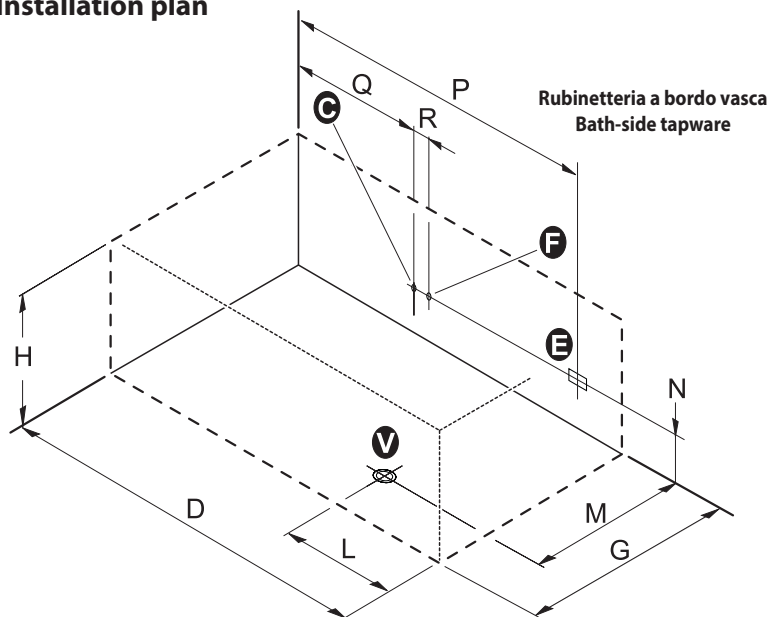 Installation plan
P
Q
R
C
Rubinetteria a bordo vasca
Bath-side tapware
F
E
H
N
V
D
L
M
G